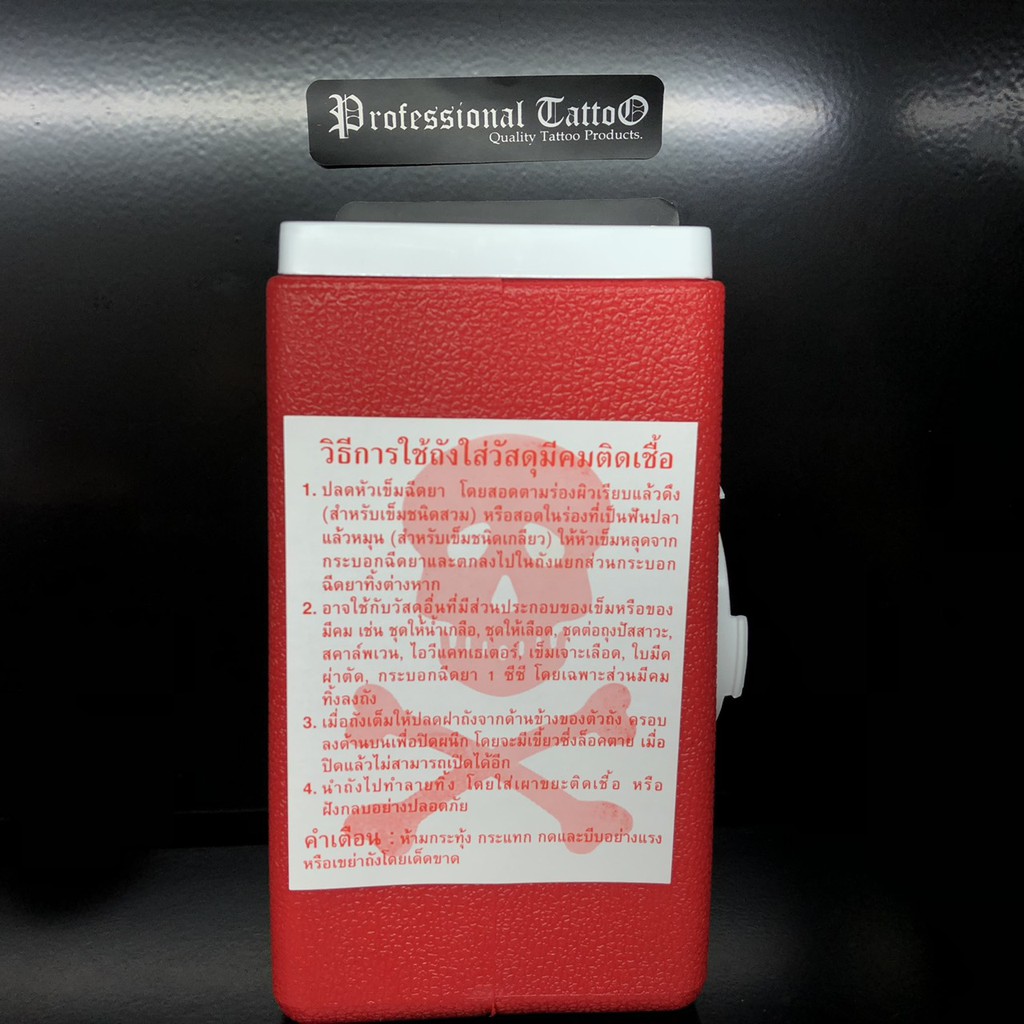 Professional TattoO
Quality Tattoo Products.
วิธีการใช้ถังใส่วัสดุมีคมติดเชื้อ
1. ปลดหัวเข็มฉีดยา โดยสอดตามร่องผิวเรียบแล้วดึง
(สำหรับเข็มชนิดสวม) หรือสอดในร่องที่เป็นฟันปลา
แล้วหมุน (สำหรับเข็มชนิดเกลียว) ให้หัวเข็มหลุดจาก
กระบอกฉีดยาและตกลงไปในถังแยกส่วนกระบอก
ฉีดยาทิ้งต่างหาก
2. อาจใช้กับวัสดุอื่นที่มีส่วนประกอบของเข็มหรือของ
มีคม เช่น ชุดให้น้ำเกลือ, ชุดให้เลือด, ชุดต่อถุงปัสสาวะ,
สคาล์พเวน, ไอวีแคทเธเตอร์, เข็มเจาะเลือด, ใบมีด
ผ่าตัด, กระบอกฉีดยา 1 ซีซี โดยเฉพาะส่วนมีคม
ทิ้งลงถัง
3. เมื่อถังเต็มให้ปลดฝาถังจากด้านข้างของตัวถัง ครอบ
ลงด้านบนเพื่อปิดผนึก โดยจะมีเขี้ยวซึ่งล็อคตาย เมื่อ
ปิดแล้วไม่สามารถเปิดได้อีก
4. นำถังไปทำลายทิ้ง โดยใส่เผาขยะติดเชื้อ หรือ
ฝังกลบอย่างปลอดภัย
คำเตือน : ห้ามกระทุ้ง กระแทก กดและบีบอย่างแรง
หรือเขย่าถังโดยเด็ดขาด